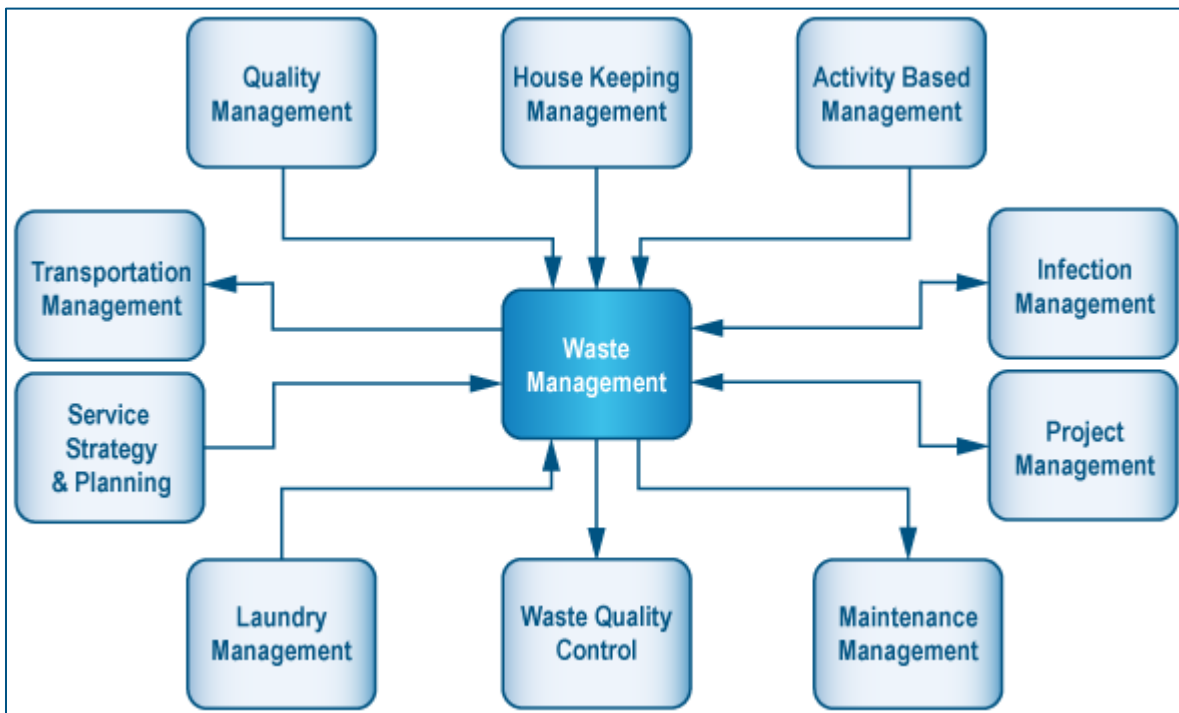 Quality
Management
House Keeping
Management
Activity Based
Management
Transportation
Management
Infection
Management
Waste
Management
Service
Strategy
& Planning
Project
Management
Laundry
Management
Waste Quality
Control
Maintenance
Management